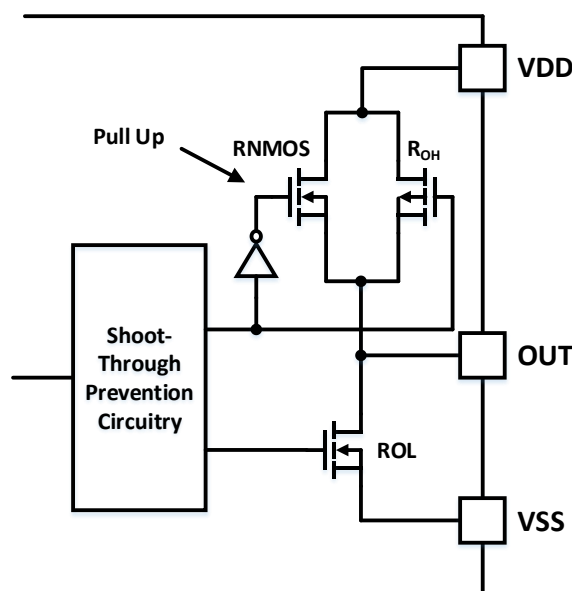 VDD
Pull Up
RNMOS
ROH
Shoot-
Through
Prevention
Circuitry
OUT
ROL
VSS